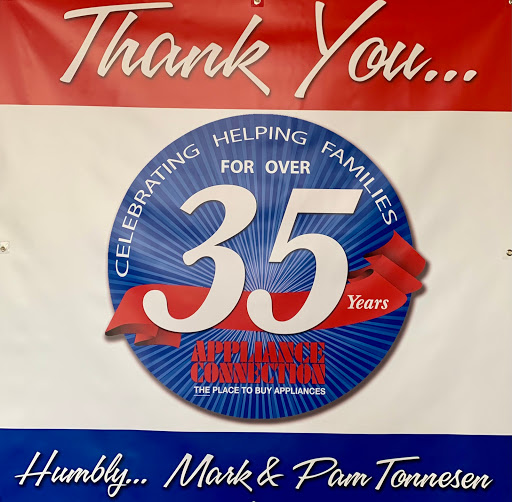 Thank You...
CELEBRATING HELPING FAMILIES
FOR OVER
35
Years
APPLIANCE
CONNECTION
THE PLACE TO BUY APPLIANCES
Humbly... Mark & Pam Tonnesen